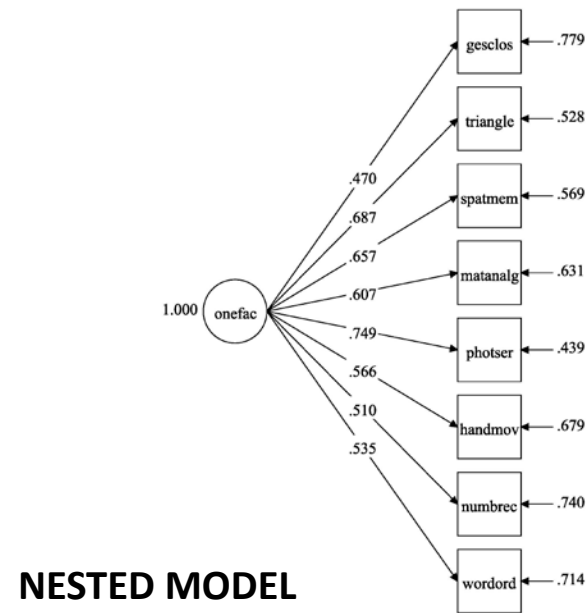 gesclos
.779
triangle
.528
.470
spatmem
.569
.687
.657
matanalg
.631
.607
1.000
onefac
.749
photser
.439
.566
.510
handmov
.679
.535
numbrec
.740
wordord
.714
NESTED MODEL